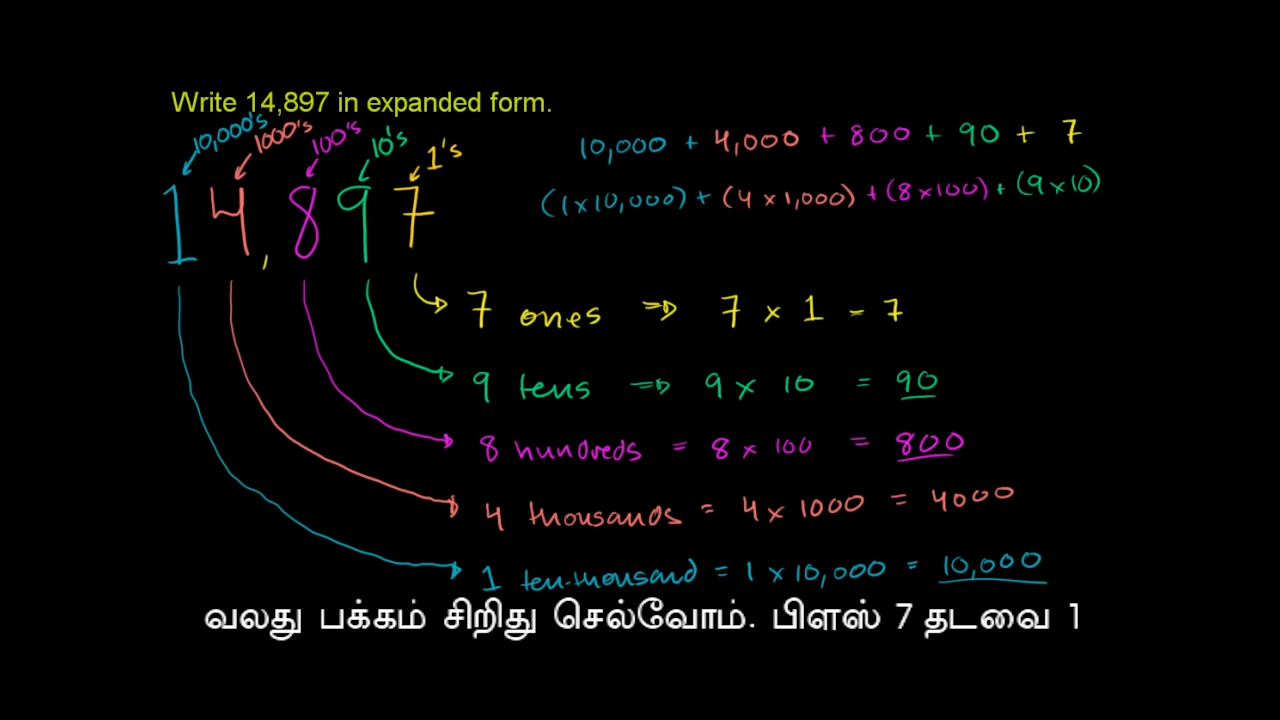 Write 14,897 in expanded form.
10,000's 1000's 100's 10's 1's
10,000 + 4,000 + 800 + 90 + 7
14,897
(1×10,000) + (4×1,000) + (8×100) + (9×10)
7 ones ⇒ 7 × 1 = 7
9 tens ⇒ 9 × 10 = 90
8 hundreds = 8 × 100 = 800
4 thousands = 4 × 1000 = 4000
1 ten-thousand = 1 × 10,000 = 10,000
வலது பக்கம் சிறிது செல்வோம். பிளஸ் 7 தடவை 1